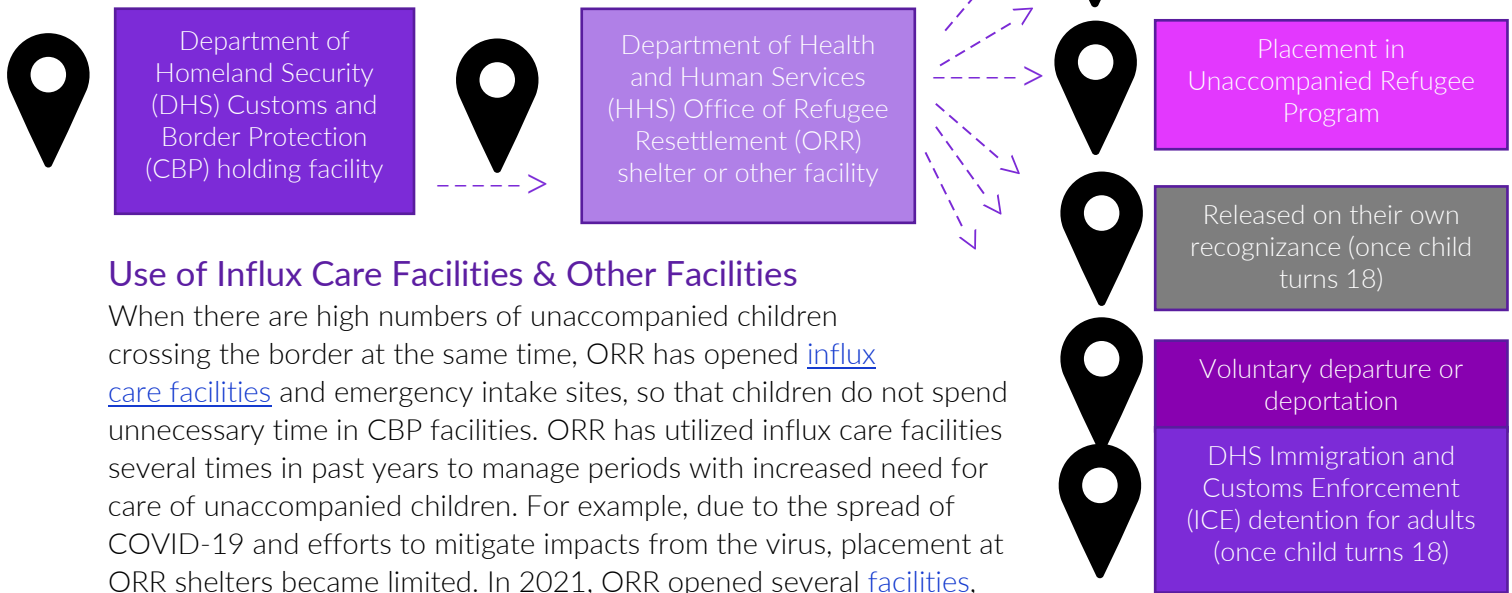 Department of
Homeland Security
(DHS) Customs and
Border Protection
(CBP) holding facility
Department of Health
and Human Services
(HHS) Office of Refugee
Resettlement (ORR)
shelter or other facility
Placement in
Unaccompanied Refugee
Program
Released on their own
recognizance (once child
turns 18)
Voluntary departure or
deportation
DHS Immigration and
Customs Enforcement
(ICE) detention for adults
(once child turns 18)
Use of Influx Care Facilities & Other Facilities
When there are high numbers of unaccompanied children
crossing the border at the same time, ORR has opened influx
care facilities and emergency intake sites, so that children do not spend
unnecessary time in CBP facilities. ORR has utilized influx care facilities
several times in past years to manage periods with increased need for
care of unaccompanied children. For example, due to the spread of
COVID-19 and efforts to mitigate impacts from the virus, placement at
ORR shelters became limited. In 2021, ORR opened several facilities,